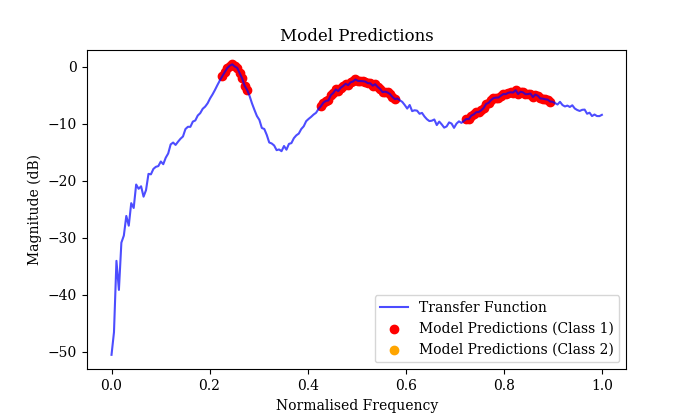 Model Predictions
0
−10
−20
−30
−40
−50
Magnitude (dB)
0.0 0.2 0.4 0.6 0.8 1.0
Normalised Frequency
Transfer Function
Model Predictions (Class 1)
Model Predictions (Class 2)